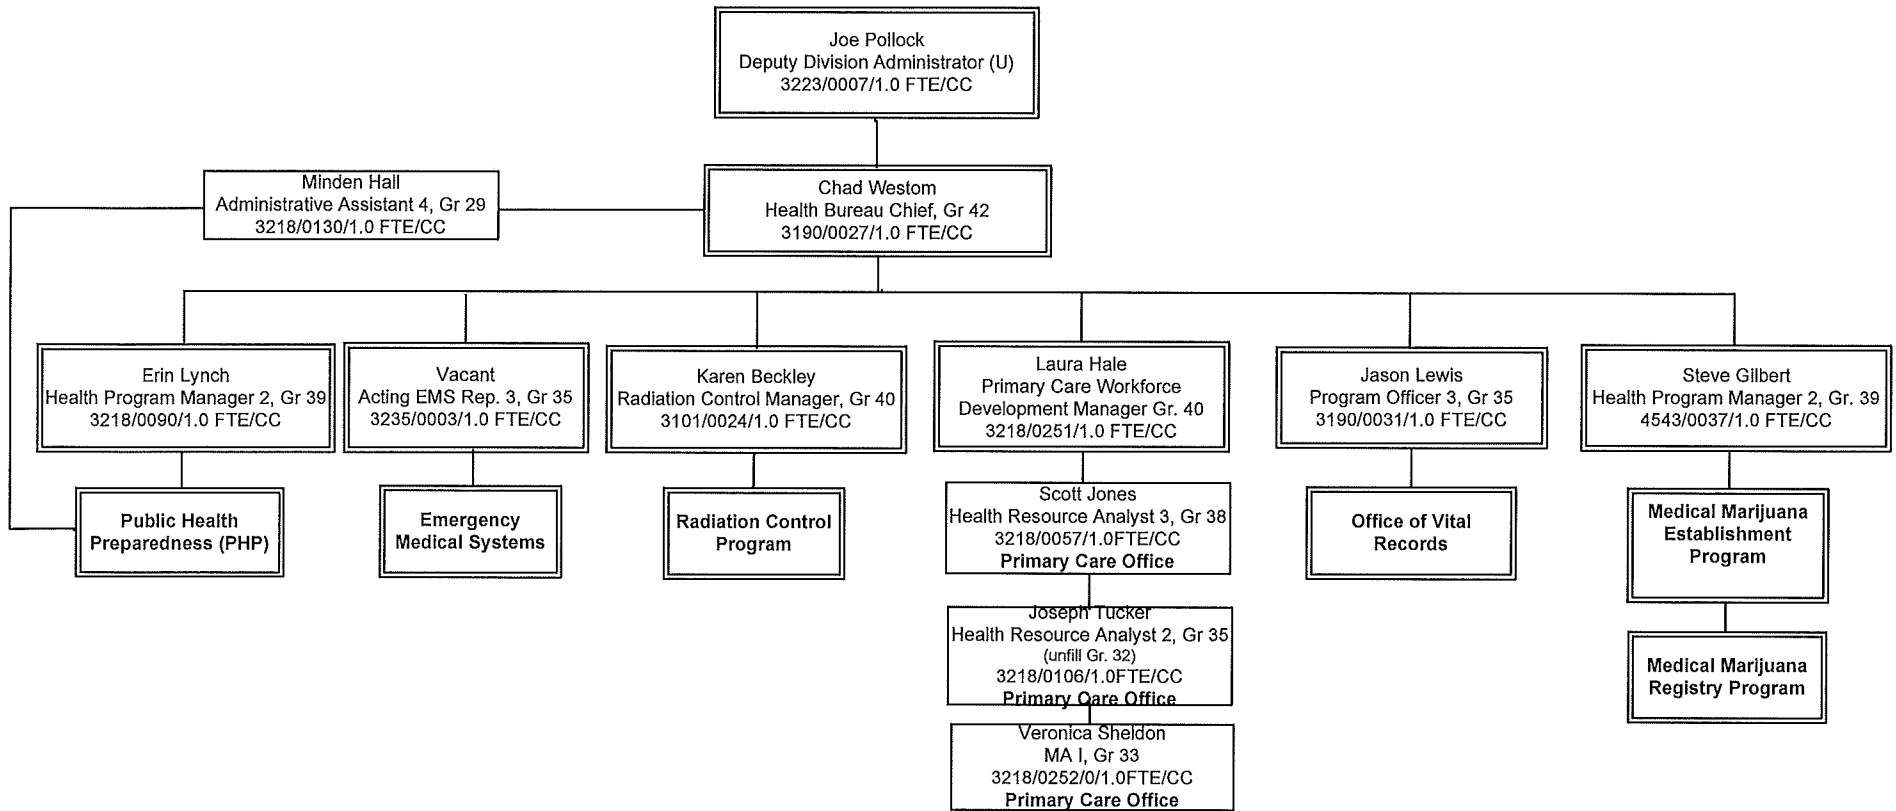 Joe Pollock
Deputy Division Administrator (U)
3223/0007/1.0 FTE/CC
Minden Hall
Administrative Assistant 4, Gr 29
3218/0130/1.0 FTE/CC
Chad Westom
Health Bureau Chief, Gr 42
3190/0027/1.0 FTE/CC
Erin Lynch
Health Program Manager 2, Gr 39
3218/0090/1.0 FTE/CC
Vacant
Acting EMS Rep. 3, Gr 35
3235/0003/1.0 FTE/CC
Karen Beckley
Radiation Control Manager, Gr 40
3101/0024/1.0 FTE/CC
Laura Hale
Primary Care Workforce
Development Manager Gr. 40
3218/0251/1.0 FTE/CC
Jason Lewis
Program Officer 3, Gr 35
3190/0031/1.0 FTE/CC
Steve Gilbert
Health Program Manager 2, Gr. 39
4543/0037/1.0 FTE/CC
Public Health
Preparedness (PHP)
Emergency
Medical Systems
Radiation Control
Program
Scott Jones
Health Resource Analyst 3, Gr 38
3218/0057/1.0FTE/CC
Primary Care Office
Office of Vital
Records
Medical Marijuana
Establishment
Program
Joseph Tucker
Health Resource Analyst 2, Gr 35
(unfill Gr. 32)
3218/0106/1.0FTE/CC
Primary Care Office
Medical Marijuana
Registry Program
Veronica Sheldon
MA I, Gr 33
3218/0252/0/1.0FTE/CC
Primary Care Office